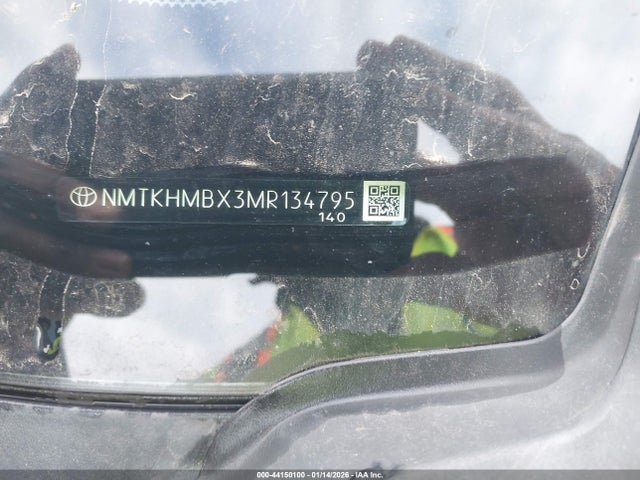 NMTKHMBX3MR134795
140
000-44150100 - 01/14/2026 - IAA Inc.